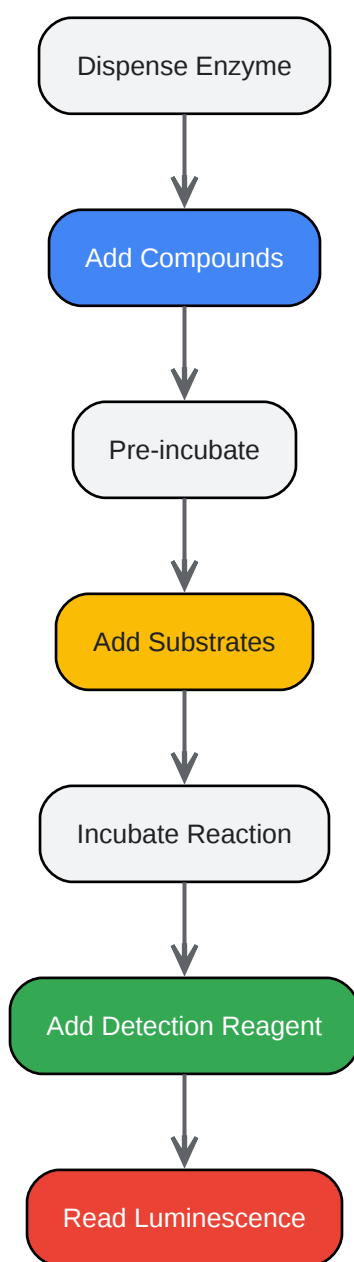 Dispense Enzyme
Add Compounds
Pre-incubate
Add Substrates
Incubate Reaction
Add Detection Reagent
Read Luminescence